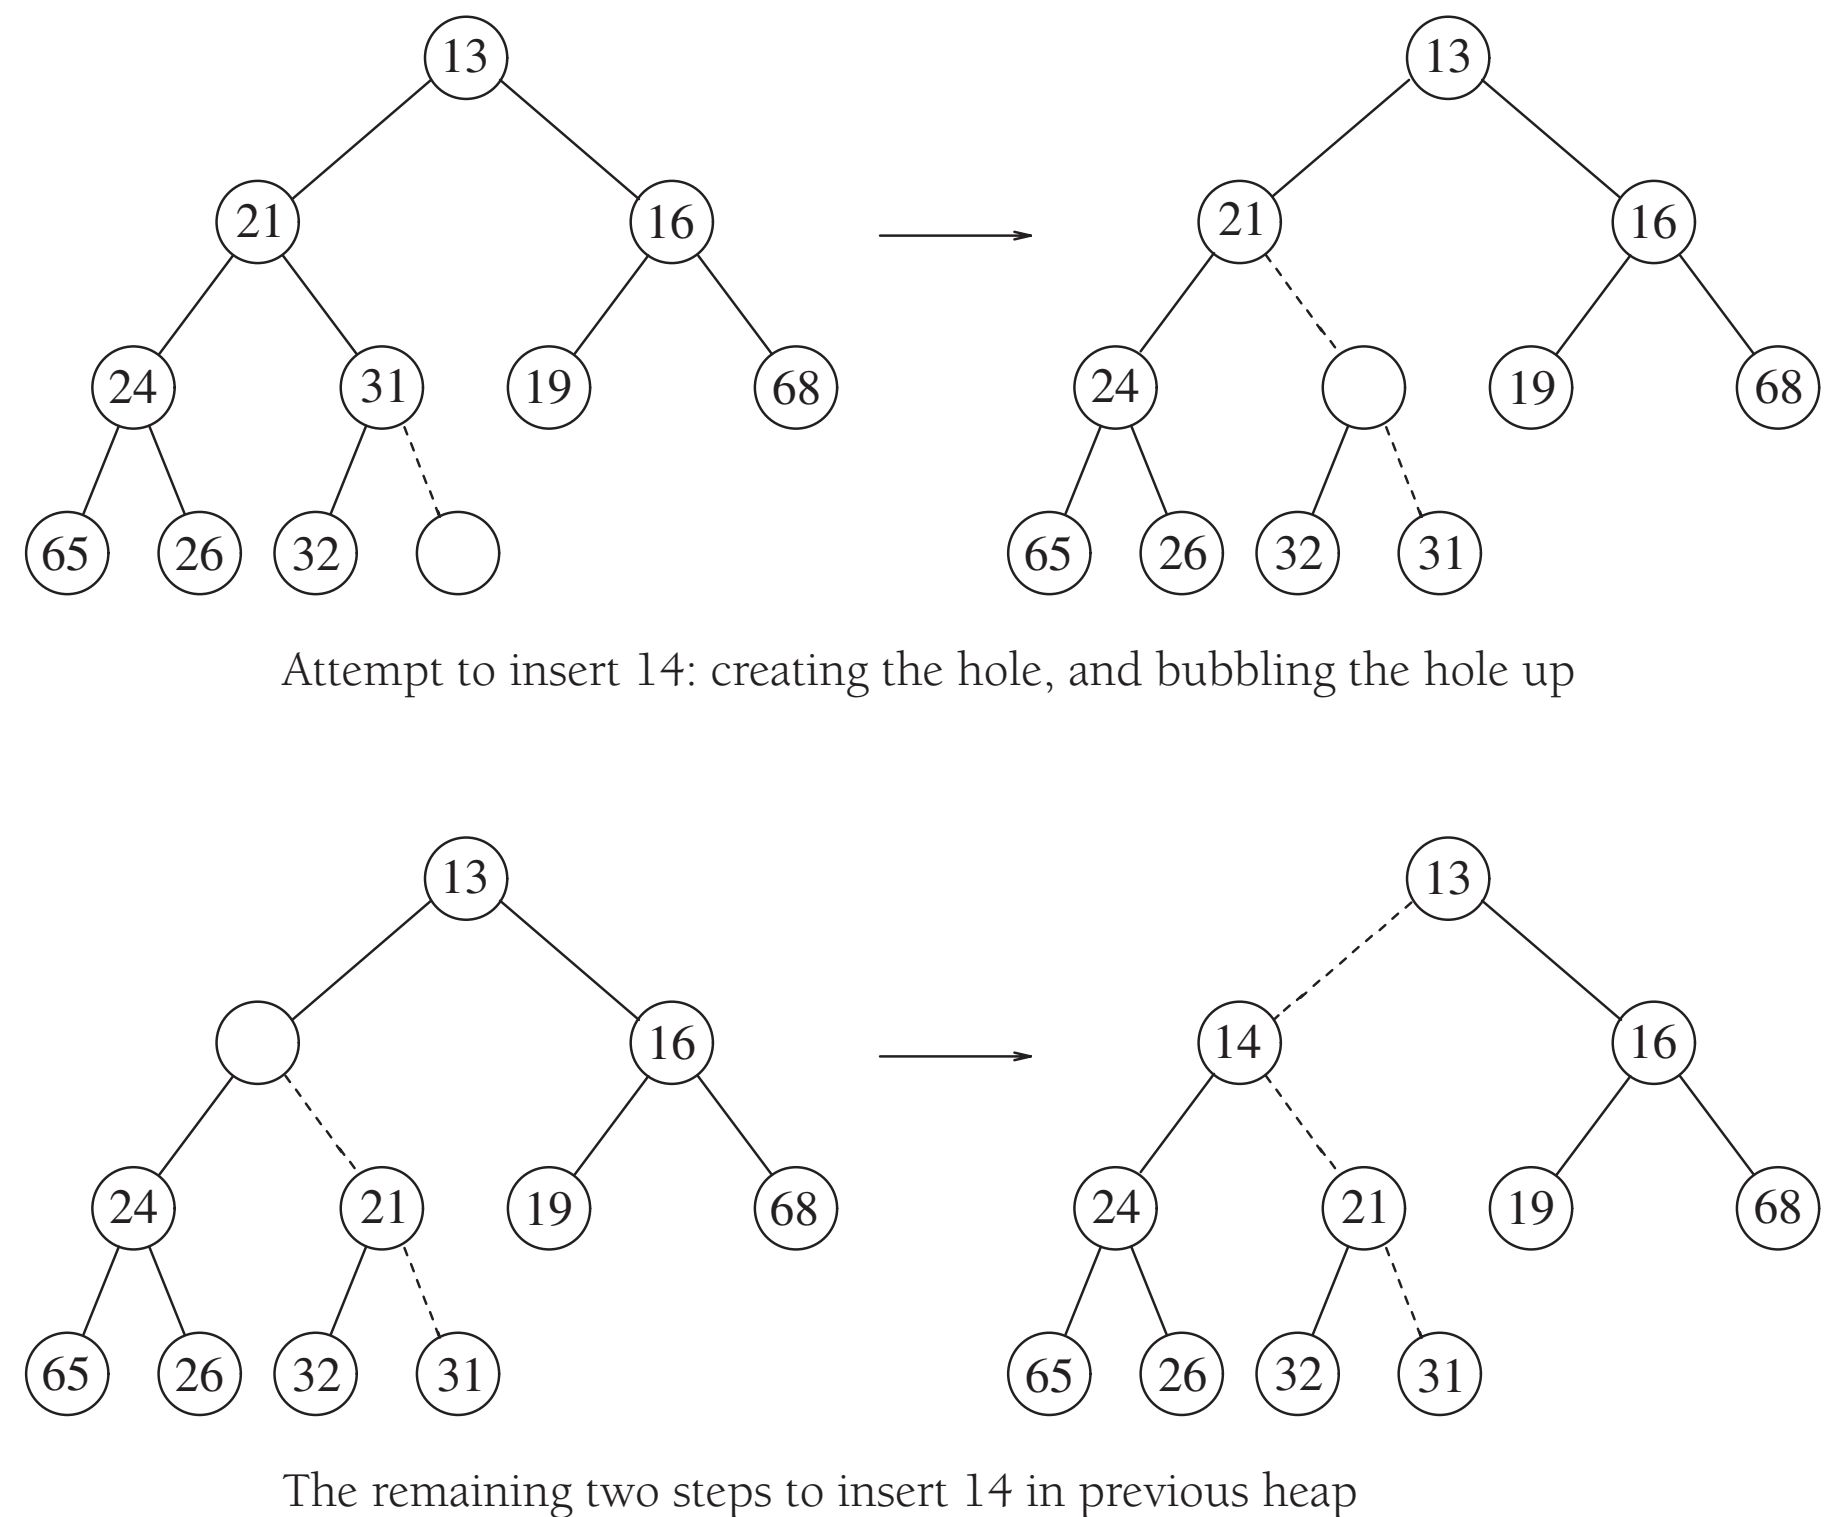 13 13
21 16 21 16
24 31 19 68 24 19 68
65 26 32 65 26 32 31
Attempt to insert 14: creating the hole, and bubbling the hole up
13 13
16 14 16
24 21 19 68 24 21 19 68
65 26 32 31 65 26 32 31
The remaining two steps to insert 14 in previous heap